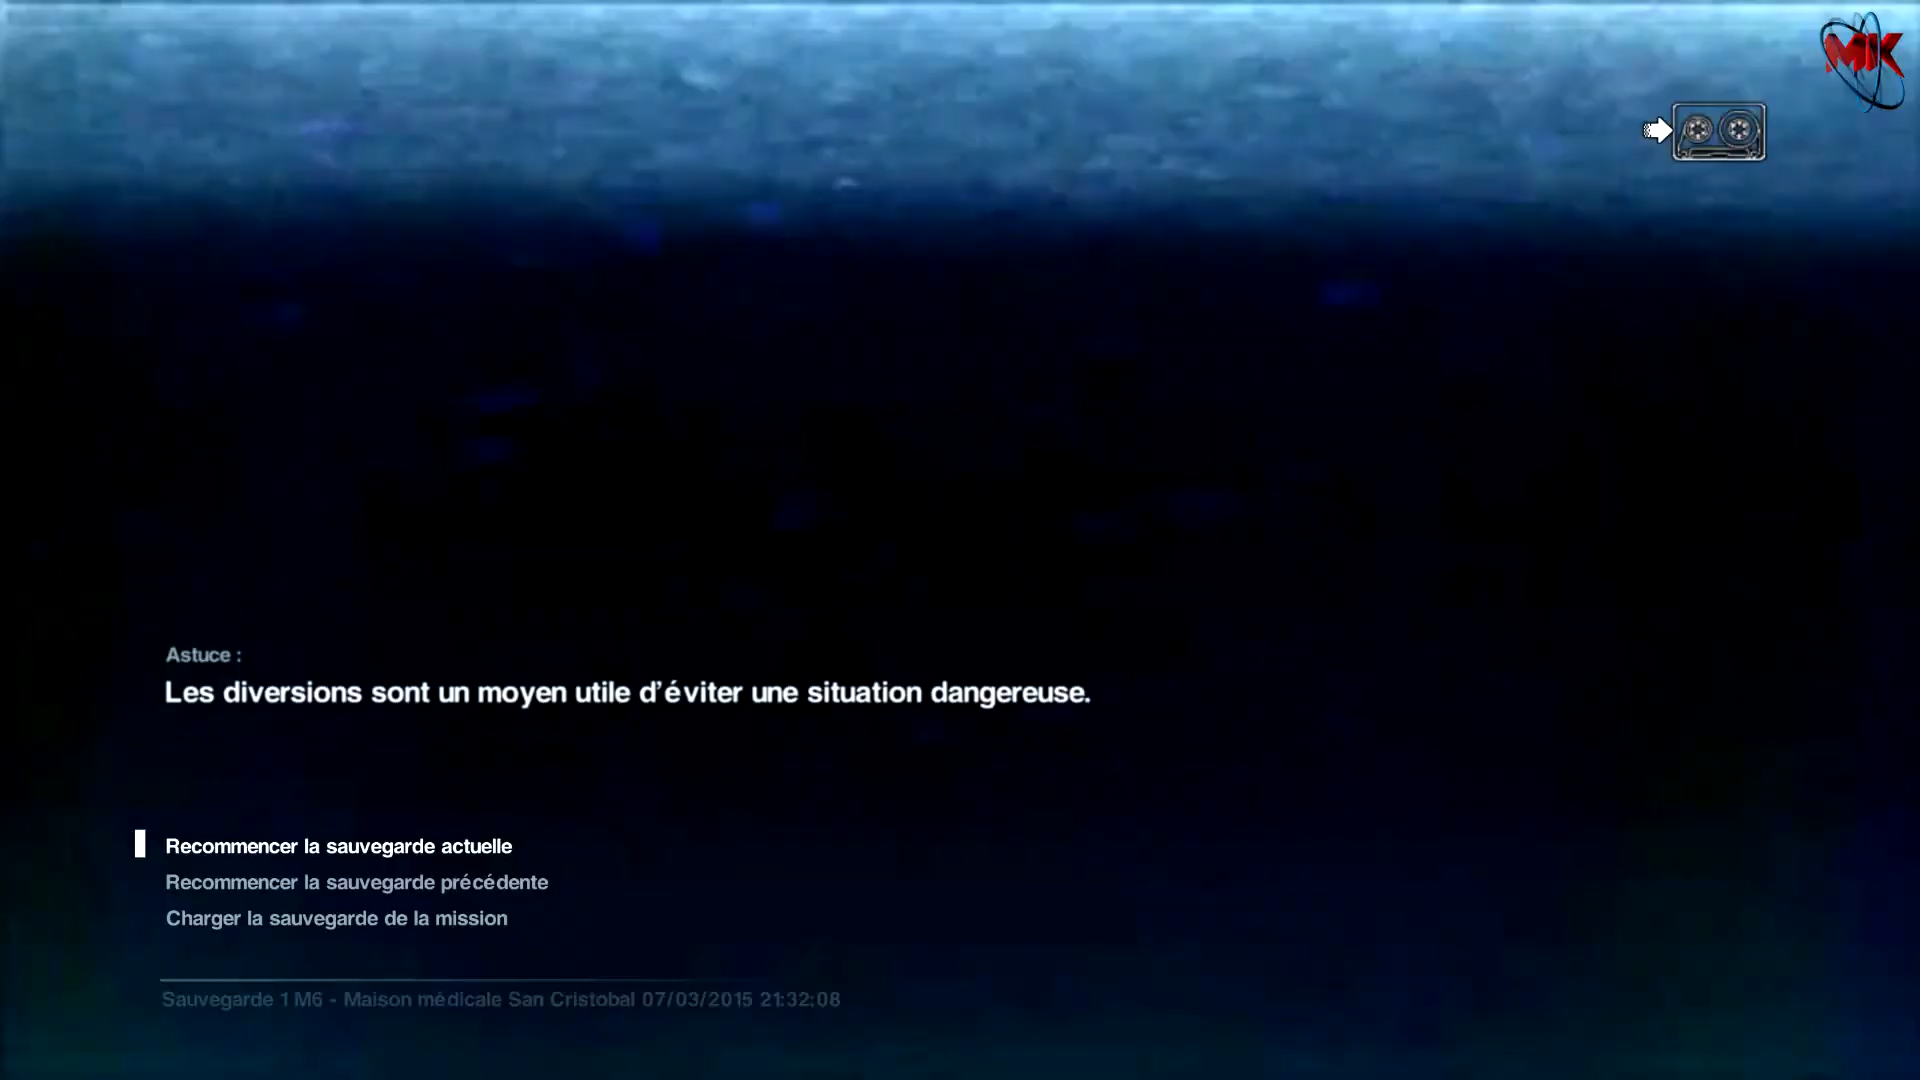 MK
Astuce :
Les diversions sont un moyen utile d'éviter une situation dangereuse.
Recommencer la sauvegarde actuelle
Recommencer la sauvegarde précédente
Charger la sauvegarde de la mission
Sauvegarde 1 M6 - Maison médicale San Cristobal 07/03/2015 21:32:08